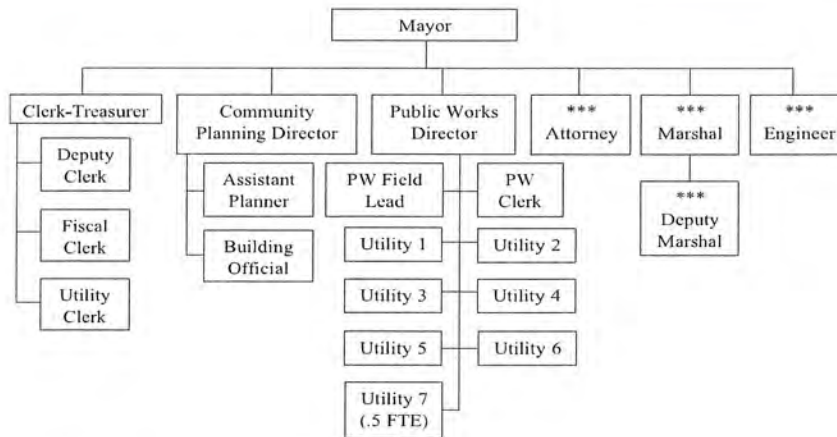 Mayor
Clerk-Treasurer
Community
Planning Director
Public Works
Director
***
Attorney
***
Marshal
***
Engineer
Deputy
Clerk
Fiscal
Clerk
Utility
Clerk
Assistant
Planner
Building
Official
PW Field
Lead
PW
Clerk
Utility 1
Utility 2
Utility 3
Utility 4
Utility 5
Utility 6
Utility 7
(.5 FTE)
***
Deputy
Marshal